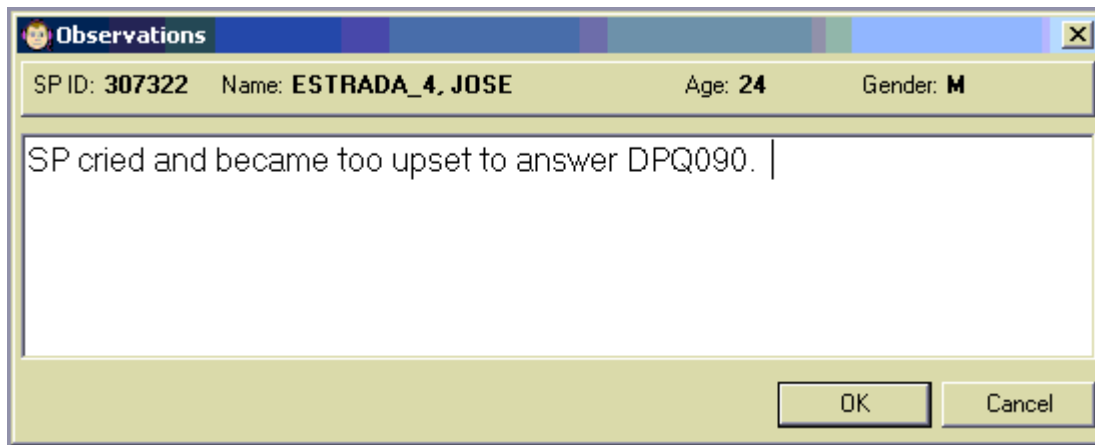 Observations
SP ID: 307322 Name: ESTRADA_4, JOSE Age: 24 Gender: M
SP cried and became too upset to answer DPQ090.
OK Cancel